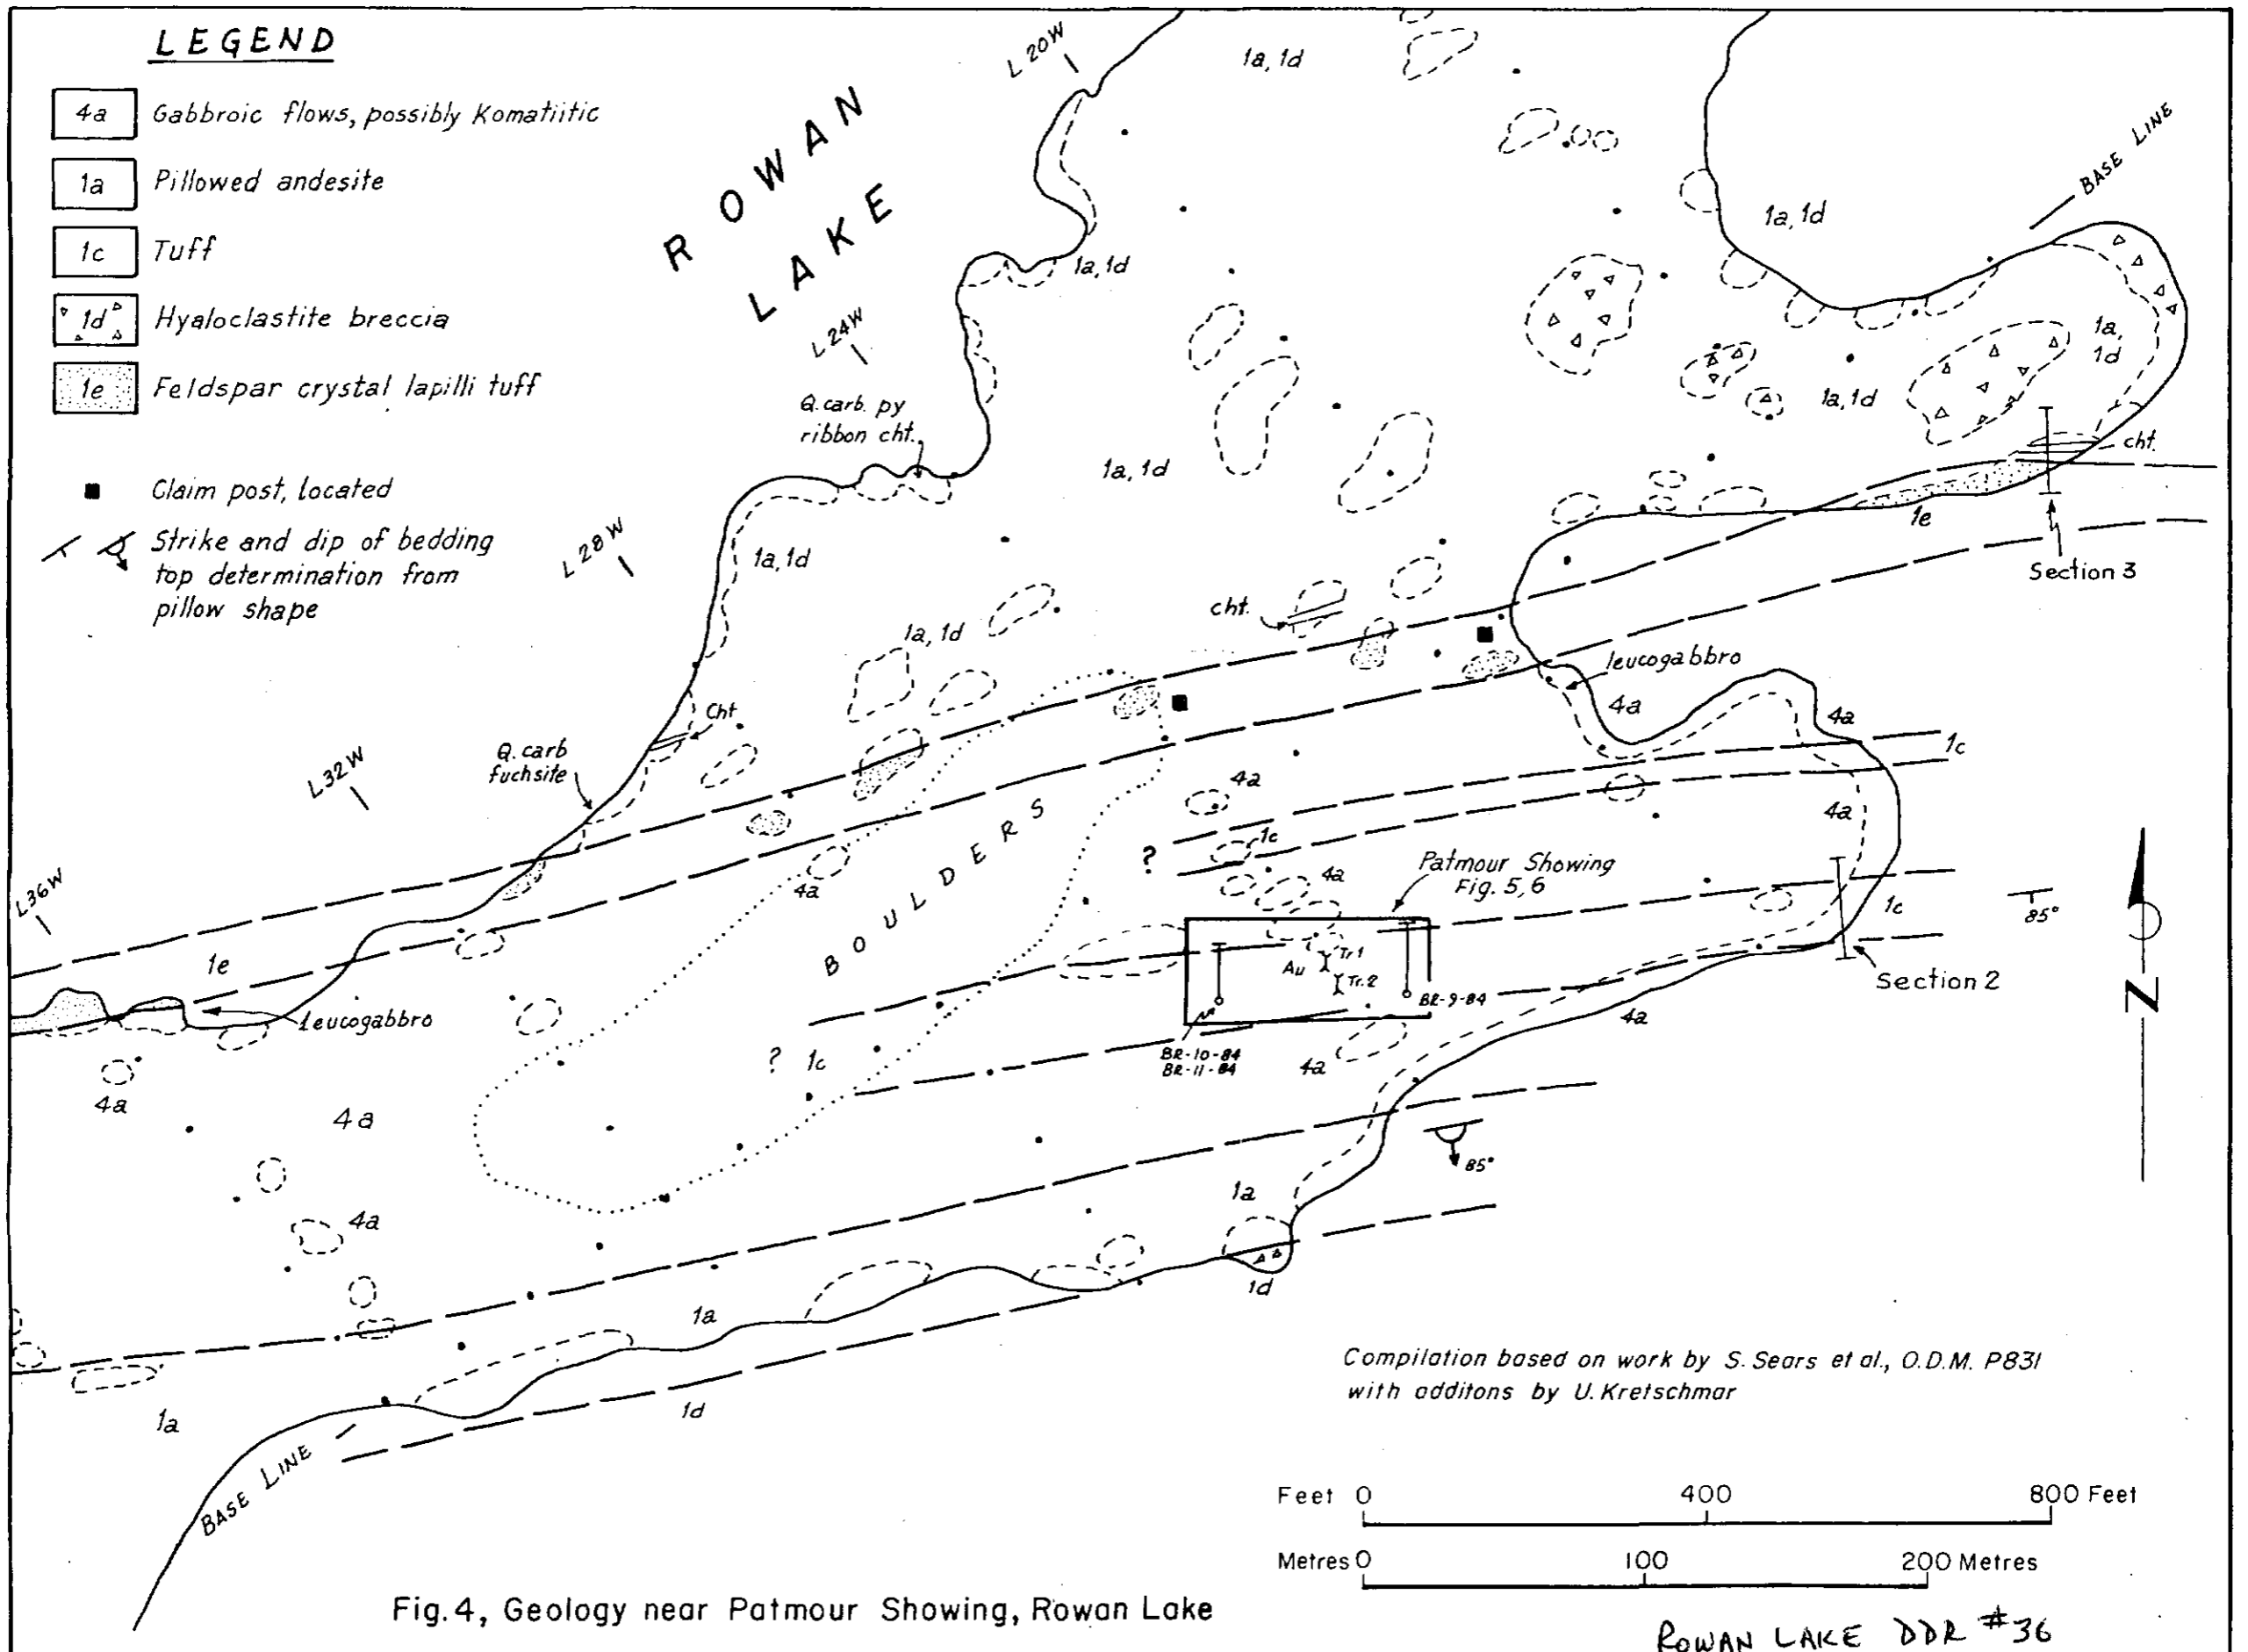 LEGEND
4a Gabbroic flows, possibly Komatiitic
1a Pillowed andesite
1c Tuff
1d Hyaloclastite breccia
1e Feldspar crystal lapilli tuff
Claim post, located
Strike and dip of bedding
top determination from
pillow shape
ROWAN
LAKE
L20W
L24W
L28W
L32W
L36W
1a, 1d
BASE LINE
1a, 1d
1a, 1d
1a,
1d
1a, 1d
Q.carb. py
ribbon cht.
1a, 1d
cht.
1e
Section 3
1a, 1d
cht.
1a, 1d
leucogabbro
4a
4a
1c
Cht
Q.carb
fuchsite
4a
4a
BOULDERS
1c
?
4a
4a
Patmour Showing
Fig. 5,6
1c
85°
1e
Tr.1
Au
Tr.2
BR-9-84
Section 2
Leucogabbro
4a
BR-10-84
BR-11-84
4a
? 1c
4a
4a
85°
1a
4a
1d
1a
1a
1d
BASE LINE
N
Compilation based on work by S. Sears et al., O.D.M. P831
with additons by U. Kretschmar
Feet 0 400 800 Feet
Metres 0 100 200 Metres
Fig. 4, Geology near Patmour Showing, Rowan Lake
ROWAN LAKE DDR #36